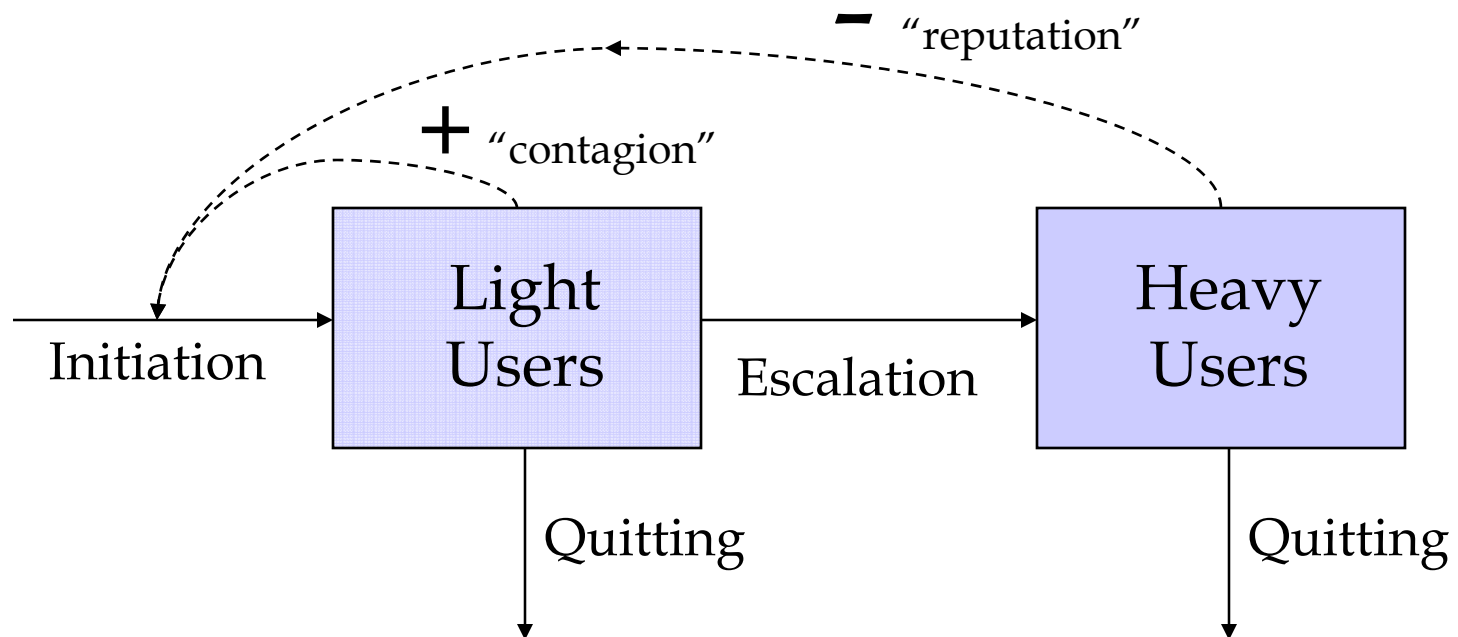 - “reputation”
+ “contagion”
Light
Users
Heavy
Users
Initiation
Escalation
Quitting
Quitting